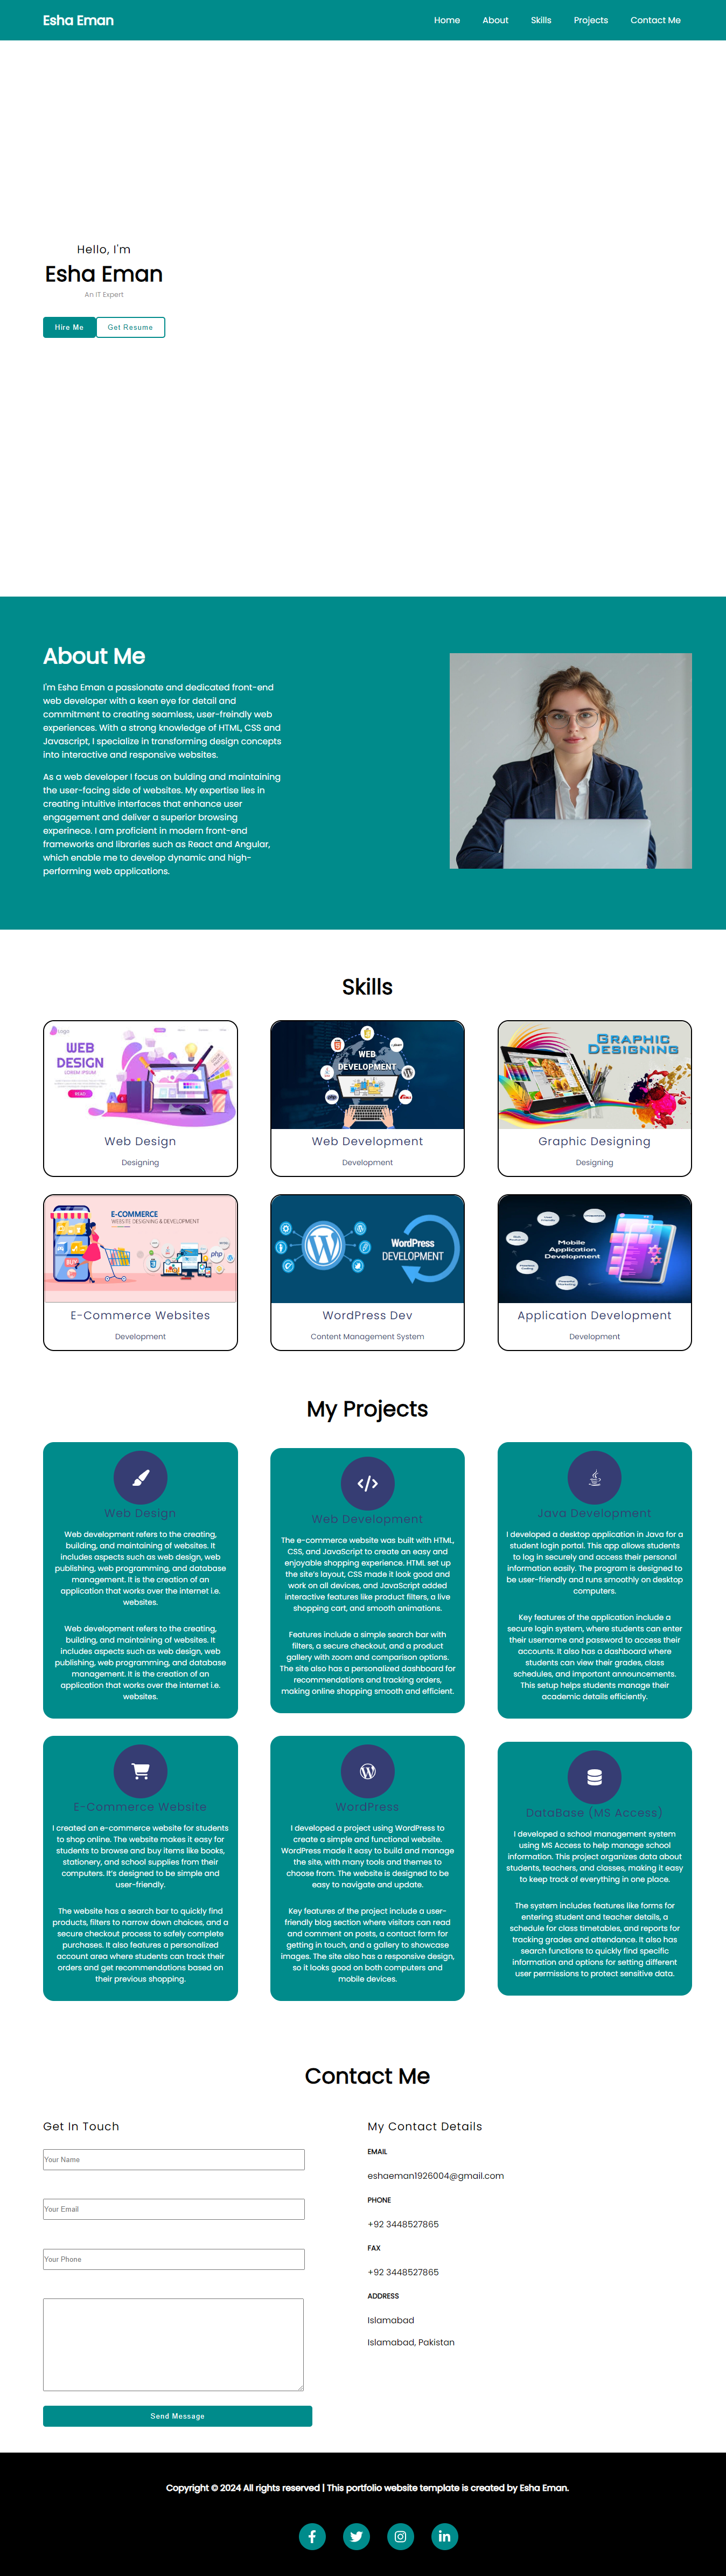 Esha Eman
Home
About
Skills
Projects
Contact Me
Hello, I'm
Esha Eman
An IT Expert
Hire Me
Get Resume
About Me
I'm Esha Eman a passionate and dedicated front-end
web developer with a keen eye for detail and
commitment to creating seamless, user-freindly web
experiences. With a strong knowledge of HTML, CSS and
Javascript, I specialize in transforming design concepts
into interactive and responsive websites.
As a web developer I focus on bulding and maintaining
the user-facing side of websites. My expertise lies in
creating intuitive interfaces that enhance user
engagement and deliver a superior browsing
experinece. I am proficient in modern front-end
frameworks and libraries such as React and Angular,
which enable me to develop dynamic and high-
performing web applications.
Skills
WEB
DESIGN
LOREM IPSUM
READ
Web Design
Designing
WEB
DEVELOPMENT
Web Development
Development
GRAPHIC
DESIGNING
Graphic Designing
Designing
E-COMMERCE
WEBSITE DESIGNING & DEVELOPMENT
php
E-Commerce Websites
Development
WordPress
DEVELOPMENT
WordPress Dev
Content Management System
Mobile
Application
Development
Application Development
Development
My Projects
Web Design
Web development refers to the creating,
building, and maintaining of websites. It
includes aspects such as web design, web
publishing, web programming, and database
management. It is the creation of an
application that works over the internet i.e.
websites.
Web development refers to the creating,
building, and maintaining of websites. It
includes aspects such as web design, web
publishing, web programming, and database
management. It is the creation of an
application that works over the internet i.e.
websites.
Web Development
The e-commerce website was built with HTML,
CSS, and JavaScript to create an easy and
enjoyable shopping experience. HTML set up
the site's layout, CSS made it look good and
work on all devices, and JavaScript added
interactive features like product filters, a live
shopping cart, and smooth animations.
Features include a simple search bar with
filters, a secure checkout, and a product
gallery with zoom and comparison options.
The site also has a personalized dashboard for
recommendations and tracking orders,
making online shopping smooth and efficient.
Java Development
I developed a desktop application in Java for a
student login portal. This app allows students
to log in securely and access their personal
information easily. The program is designed to
be user-friendly and runs smoothly on desktop
computers.
Key features of the application include a
secure login system, where students can enter
their username and password to access their
accounts. It also has a dashboard where
students can view their grades, class
schedules, and important announcements.
This setup helps students manage their
academic details efficiently.
E-Commerce Website
I created an e-commerce website for students
to shop online. The website makes it easy for
students to browse and buy items like books,
stationery, and school supplies from their
computers. It's designed to be simple and
user-friendly.
The website has a search bar to quickly find
products, filters to narrow down choices, and a
secure checkout process to safely complete
purchases. It also features a personalized
account area where students can track their
orders and get recommendations based on
their previous shopping.
WordPress
I developed a project using WordPress to
create a simple and functional website.
WordPress made it easy to build and manage
the site, with many tools and themes to
choose from. The website is designed to be
easy to navigate and update.
Key features of the project include a user-
friendly blog section where visitors can read
and comment on posts, a contact form for
getting in touch, and a gallery to showcase
images. The site also has a responsive design,
so it looks good on both computers and
mobile devices.
DataBase (MS Access)
I developed a school management system
using MS Access to help manage school
information. This project organizes data about
students, teachers, and classes, making it easy
to keep track of everything in one place.
The system includes features like forms for
entering student and teacher details, a
schedule for class timetables, and reports for
tracking grades and attendance. It also has
search functions to quickly find specific
information and options for setting different
user permissions to protect sensitive data.
Contact Me
Get In Touch
Your Name
Your Email
Your Phone
Send Message
My Contact Details
EMAIL
eshaeman1926004@gmail.com
PHONE
+92 3448527865
FAX
+92 3448527865
ADDRESS
Islamabad
Islamabad, Pakistan
Copyright © 2024 All rights reserved | This portfolio website template is created by Esha Eman.